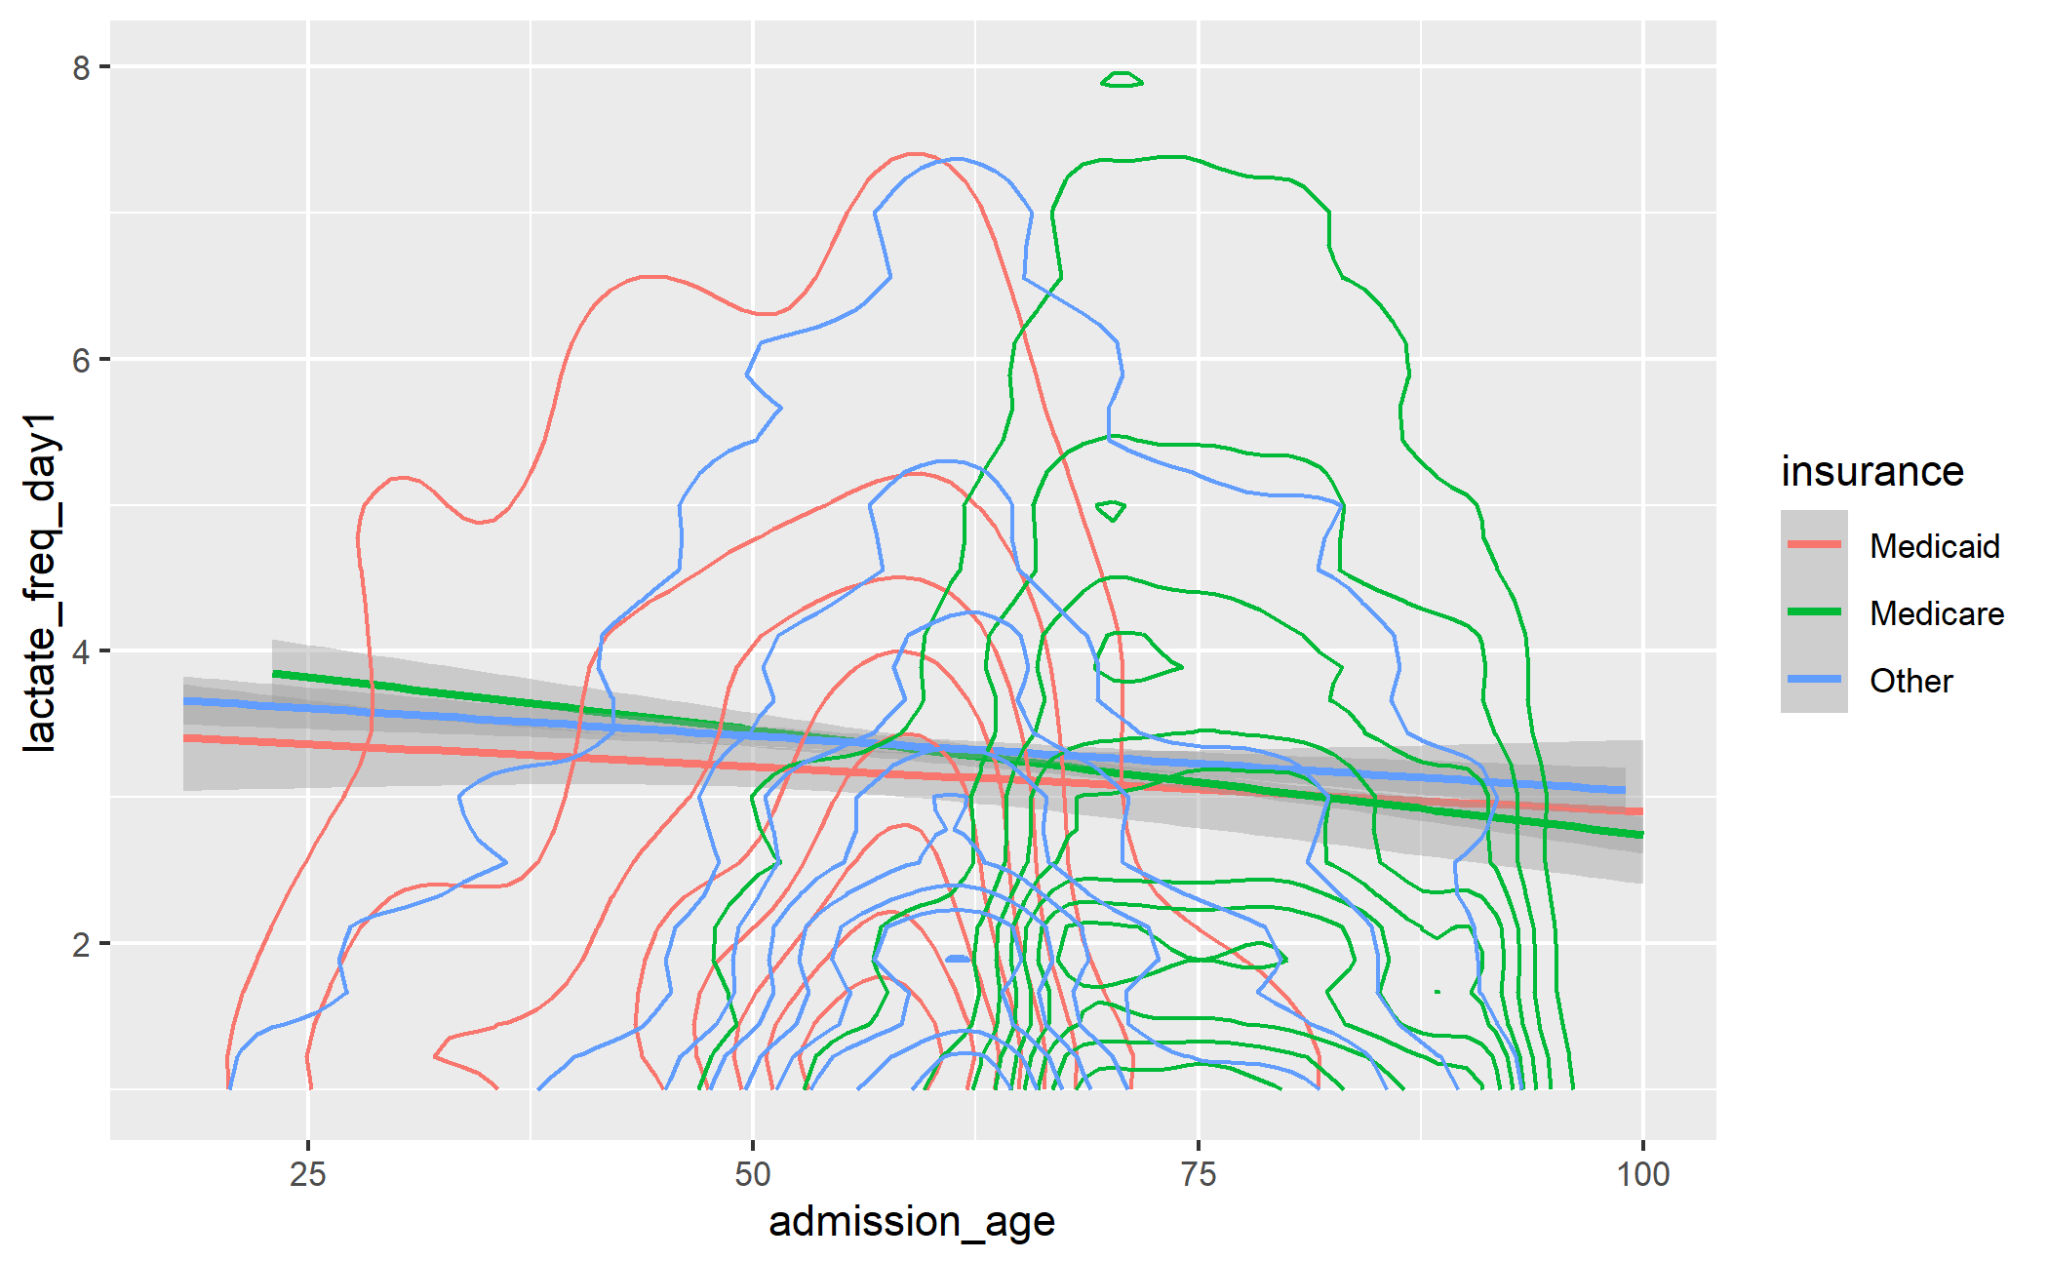 8
6
4
2
25 50 75 100
admission_age
lactate_freq_day1
insurance
Medicaid
Medicare
Other